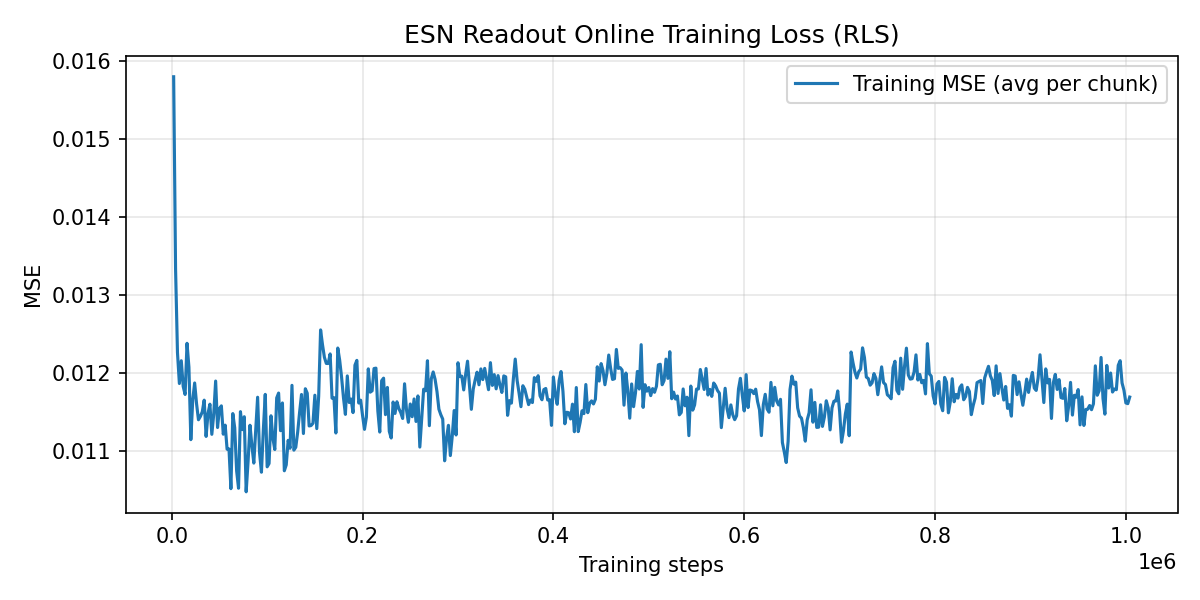 ESN Readout Online Training Loss (RLS)
Training MSE (avg per chunk)
MSE
0.016
0.015
0.014
0.013
0.012
0.011
0.0 0.2 0.4 0.6 0.8 1.0
1e6
Training steps